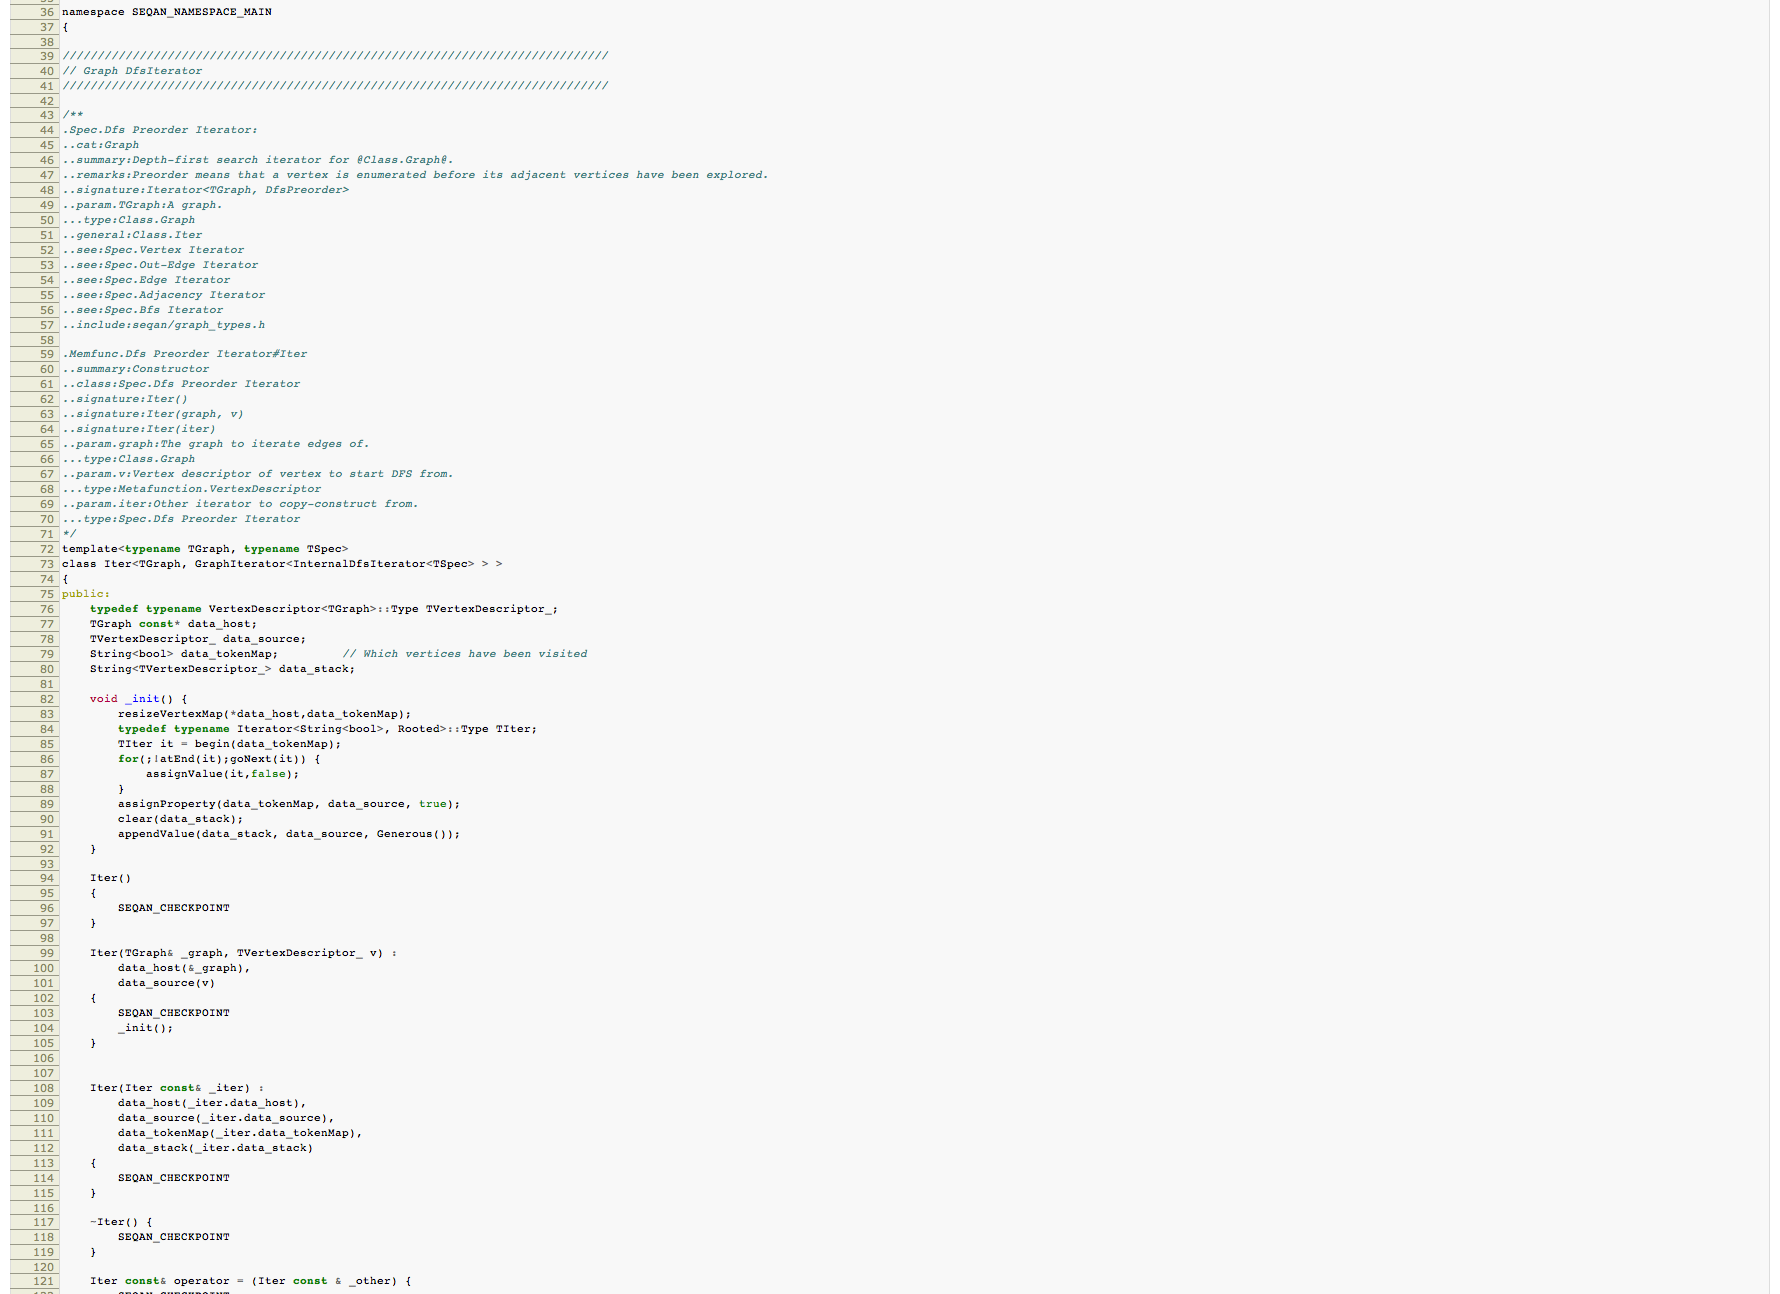 36 namespace SEQAN_NAMESPACE_MAIN
37 {
38
39 //////////////////////////////////////////////////////////////////////////////
40 // Graph DfsIterator
41 //////////////////////////////////////////////////////////////////////////////
42
43 /**
44 .Spec.Dfs Preorder Iterator:
45 ..cat:Graph
46 ..summary:Depth-first search iterator for @Class.Graph@.
47 ..remarks:Preorder means that a vertex is enumerated before its adjacent vertices have been explored.
48 ..signature:Iterator<TGraph, DfsPreorder>
49 ..param.TGraph:A graph.
50 ...type:Class.Graph
51 ..general:Class.Iter
52 ..see:Spec.Vertex Iterator
53 ..see:Spec.Out-Edge Iterator
54 ..see:Spec.Edge Iterator
55 ..see:Spec.Adjacency Iterator
56 ..see:Spec.Bfs Iterator
57 ..include:seqan/graph_types.h
58
59 .Memfunc.Dfs Preorder Iterator#Iter
60 ..summary:Constructor
61 ..class:Spec.Dfs Preorder Iterator
62 ..signature:Iter()
63 ..signature:Iter(graph, v)
64 ..signature:Iter(iter)
65 ..param.graph:The graph to iterate edges of.
66 ...type:Class.Graph
67 ..param.v:Vertex descriptor of vertex to start DFS from.
68 ...type:Metafunction.VertexDescriptor
69 ..param.iter:Other iterator to copy-construct from.
70 ...type:Spec.Dfs Preorder Iterator
71 */
72 template<typename TGraph, typename TSpec>
73 class Iter<TGraph, GraphIterator<InternalDfsIterator<TSpec> > >
74 {
75 public:
76     typedef typename VertexDescriptor<TGraph>::Type TVertexDescriptor_;
77     TGraph const* data_host;
78     TVertexDescriptor_ data_source;
79     String<bool> data_tokenMap;         // Which vertices have been visited
80     String<TVertexDescriptor_> data_stack;
81
82     void _init() {
83         resizeVertexMap(*data_host,data_tokenMap);
84         typedef typename Iterator<String<bool>, Rooted>::Type TIter;
85         TIter it = begin(data_tokenMap);
86         for(;!atEnd(it);goNext(it)) {
87             assignValue(it,false);
88         }
89         assignProperty(data_tokenMap, data_source, true);
90         clear(data_stack);
91         appendValue(data_stack, data_source, Generous());
92     }
93
94     Iter()
95     {
96         SEQAN_CHECKPOINT
97     }
98
99     Iter(TGraph& _graph, TVertexDescriptor_ v) :
100         data_host(&_graph),
101         data_source(v)
102     {
103         SEQAN_CHECKPOINT
104         _init();
105     }
106
107
108     Iter(Iter const& _iter) :
109         data_host(_iter.data_host),
110         data_source(_iter.data_source),
111         data_tokenMap(_iter.data_tokenMap),
112         data_stack(_iter.data_stack)
113     {
114         SEQAN_CHECKPOINT
115     }
116
117     ~Iter() {
118         SEQAN_CHECKPOINT
119     }
120
121     Iter const& operator = (Iter const & _other) {